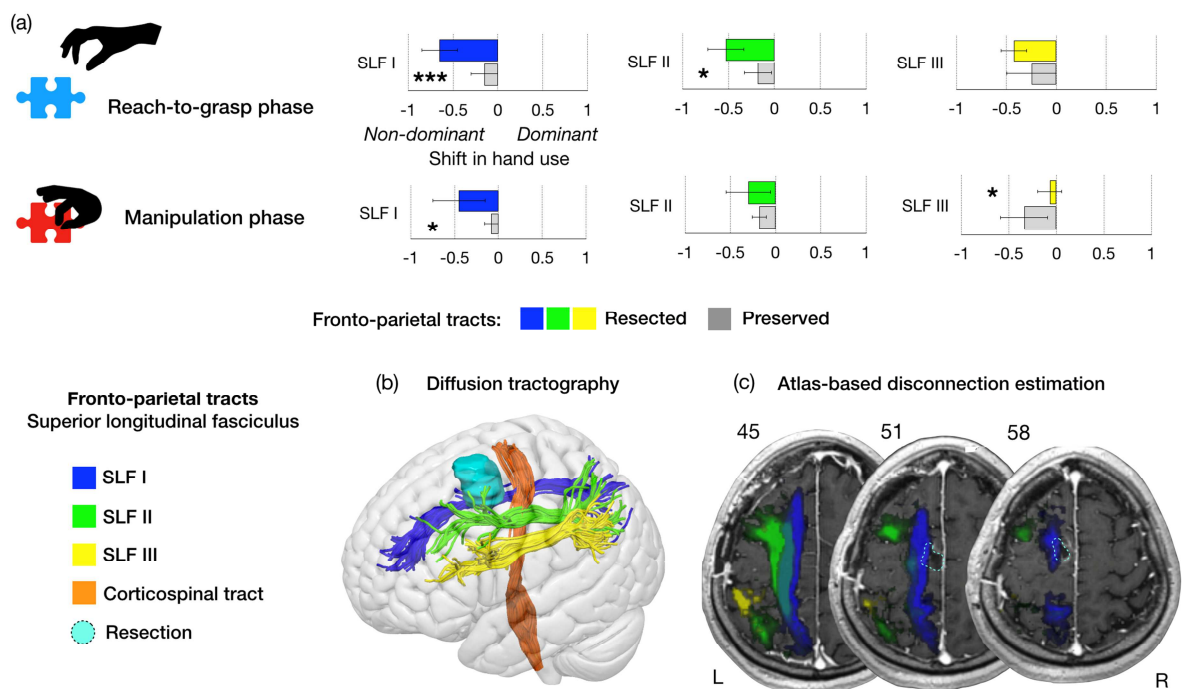 (a)
Reach-to-grasp phase
SLF I
***
-1 -0.5 0 0.5 1
Non-dominant Dominant
Shift in hand use
SLF II
*
-1 -0.5 0 0.5 1
SLF III
-1 -0.5 0 0.5 1
Manipulation phase
SLF I
*
-1 -0.5 0 0.5 1
SLF II
-1 -0.5 0 0.5 1
SLF III
*
-1 -0.5 0 0.5 1
Fronto-parietal tracts: Resected Preserved
Fronto-parietal tracts
Superior longitudinal fasciculus
SLF I
SLF II
SLF III
Corticospinal tract
Resection
(b) Diffusion tractography
(c) Atlas-based disconnection estimation
45 51 58
L R